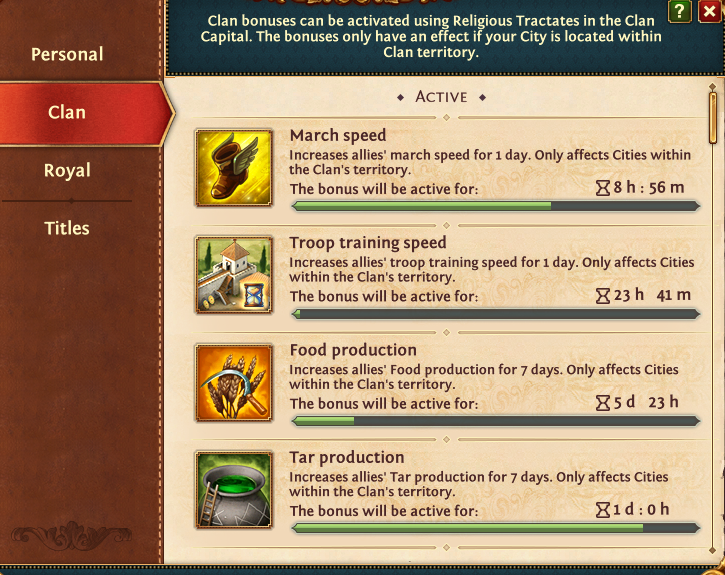 Clan bonuses can be activated using Religious Tractates in the Clan
Capital. The bonuses only have an effect if your City is located within
Clan territory.
?
Personal
Clan
Royal
Titles
Active
March speed
Increases allies' march speed for 1 day. Only affects Cities within
the Clan's territory.
The bonus will be active for: 8 h : 56 m
Troop training speed
Increases allies' troop training speed for 1 day. Only affects Cities
within the Clan's territory.
The bonus will be active for: 23 h 41 m
Food production
Increases allies' Food production for 7 days. Only affects Cities
within the Clan's territory.
The bonus will be active for: 5 d 23 h
Tar production
Increases allies' Tar production for 7 days. Only affects Cities
within the Clan's territory.
The bonus will be active for: 1 d : 0 h